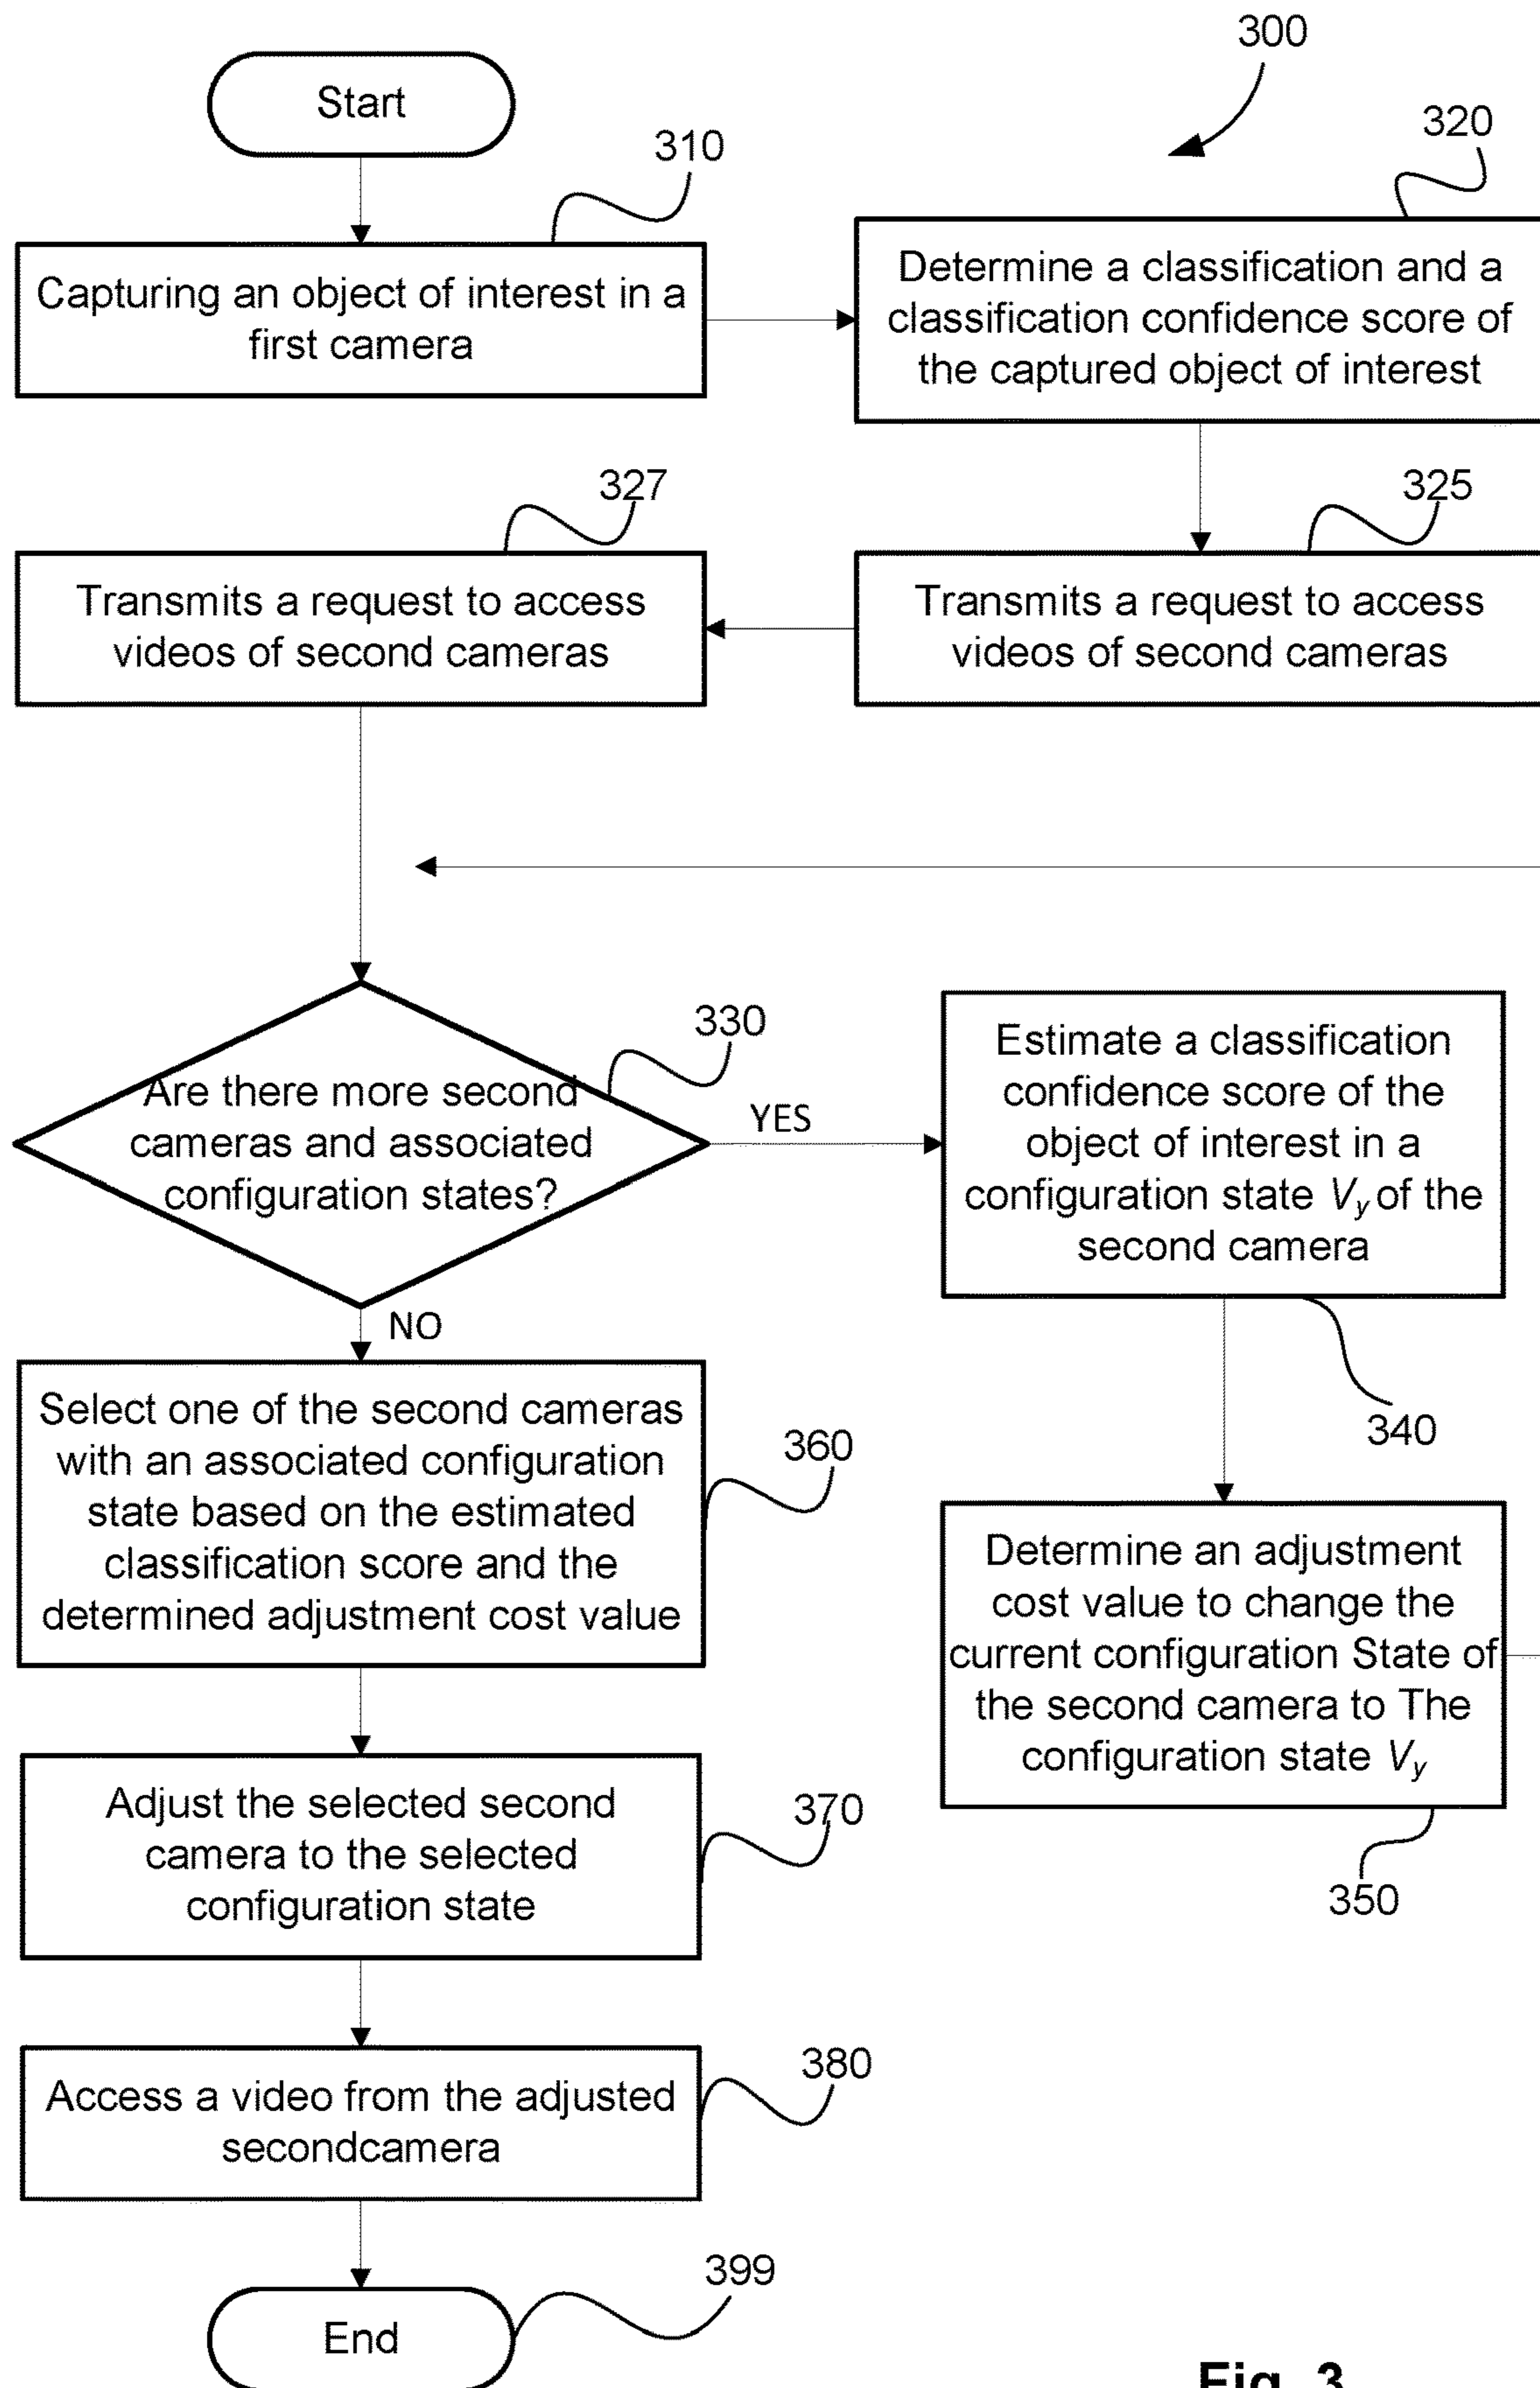 300
Start
310
320
Capturing an object of interest in a
first camera
Determine a classification and a
classification confidence score of
the captured object of interest
327
325
Transmits a request to access
videos of second cameras
Transmits a request to access
videos of second cameras
330
Are there more second
cameras and associated
configuration states?
YES
NO
Estimate a classification
confidence score of the
object of interest in a
configuration state Vy of the
second camera
340
Determine an adjustment
cost value to change the
current configuration State of
the second camera to The
configuration state Vy
350
Select one of the second cameras
with an associated configuration
state based on the estimated
classification score and the
determined adjustment cost value
360
Adjust the selected second
camera to the selected
configuration state
370
Access a video from the adjusted
secondcamera
380
End
399
Fig. 3